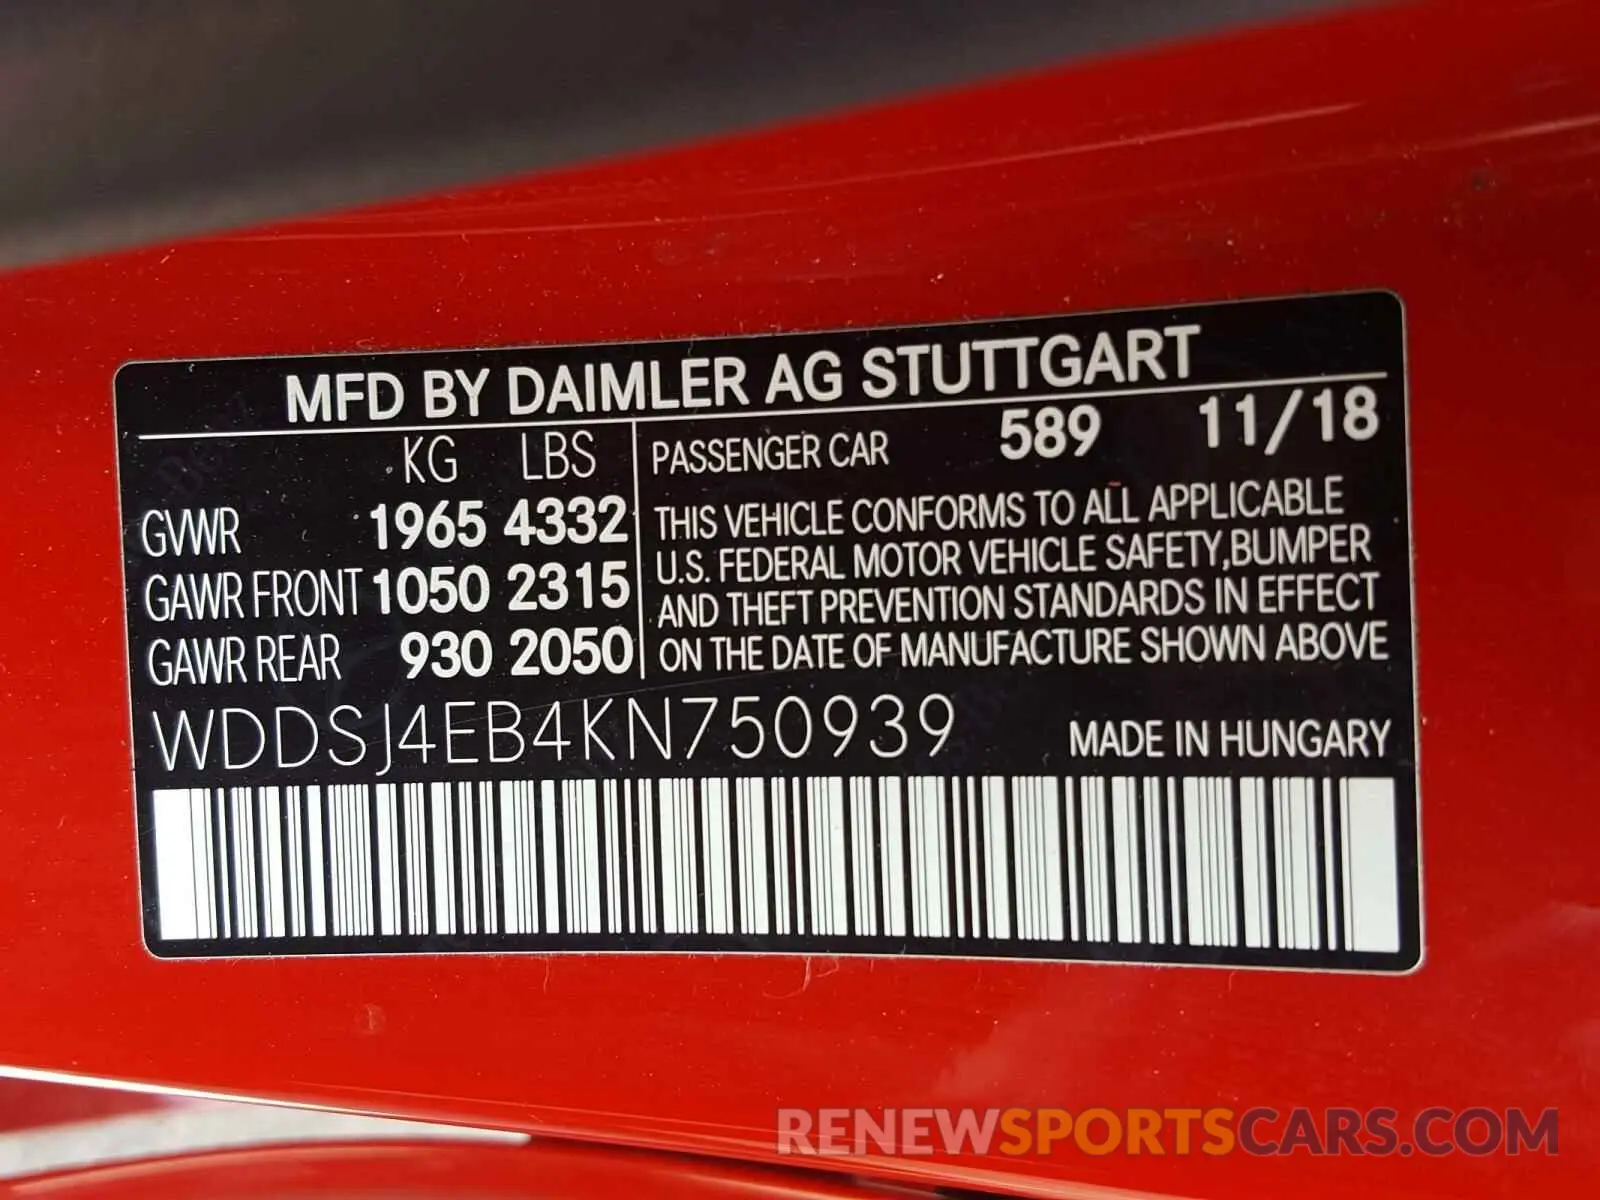 MFD BY DAIMLER AG STUTTGART
KG LBS
GVWR 1965 4332
GAWR FRONT 1050 2315
GAWR REAR 930 2050
PASSENGER CAR 589 11/18
THIS VEHICLE CONFORMS TO ALL APPLICABLE
U.S. FEDERAL MOTOR VEHICLE SAFETY,BUMPER
AND THEFT PREVENTION STANDARDS IN EFFECT
ON THE DATE OF MANUFACTURE SHOWN ABOVE
WDDSJ4EB4KN750939 MADE IN HUNGARY
RENEWSPORTSCARS.COM